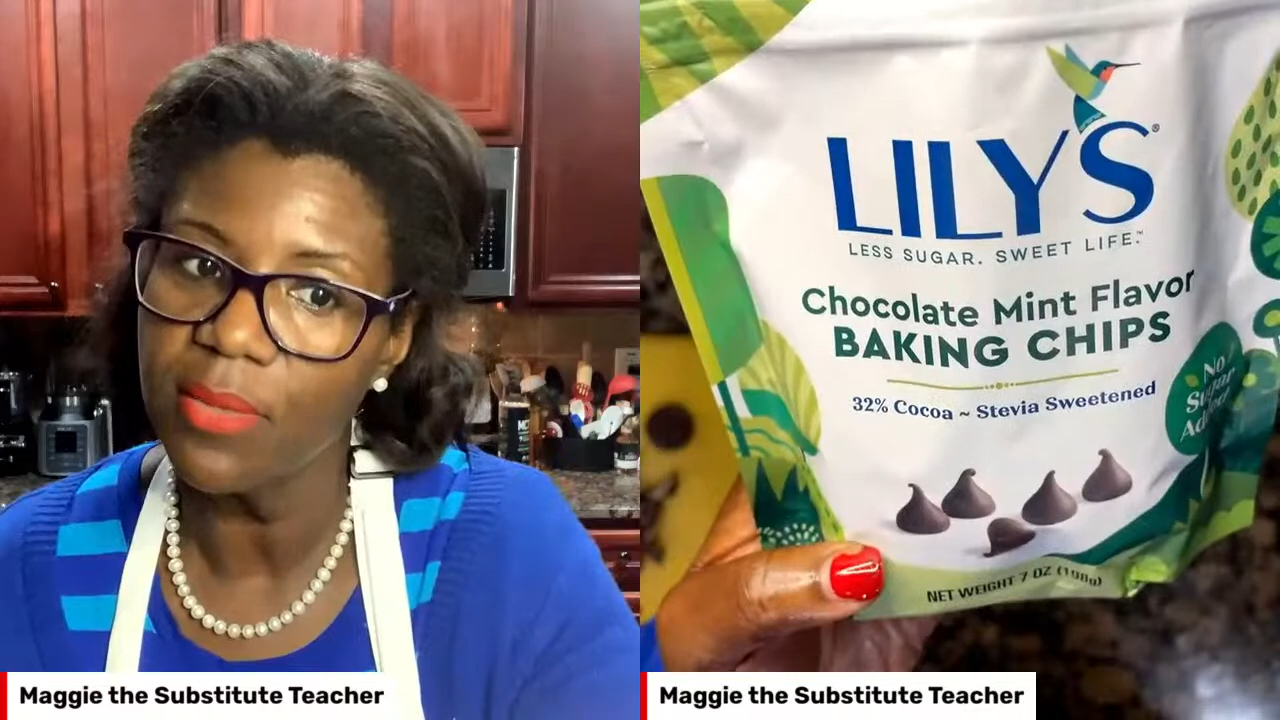 LILY'S®
LESS SUGAR. SWEET LIFE.™
Chocolate Mint Flavor
BAKING CHIPS
32% Cocoa ~ Stevia Sweetened
No
Sugar
Added
NET WEIGHT 7 OZ (198g)
Maggie the Substitute Teacher
Maggie the Substitute Teacher